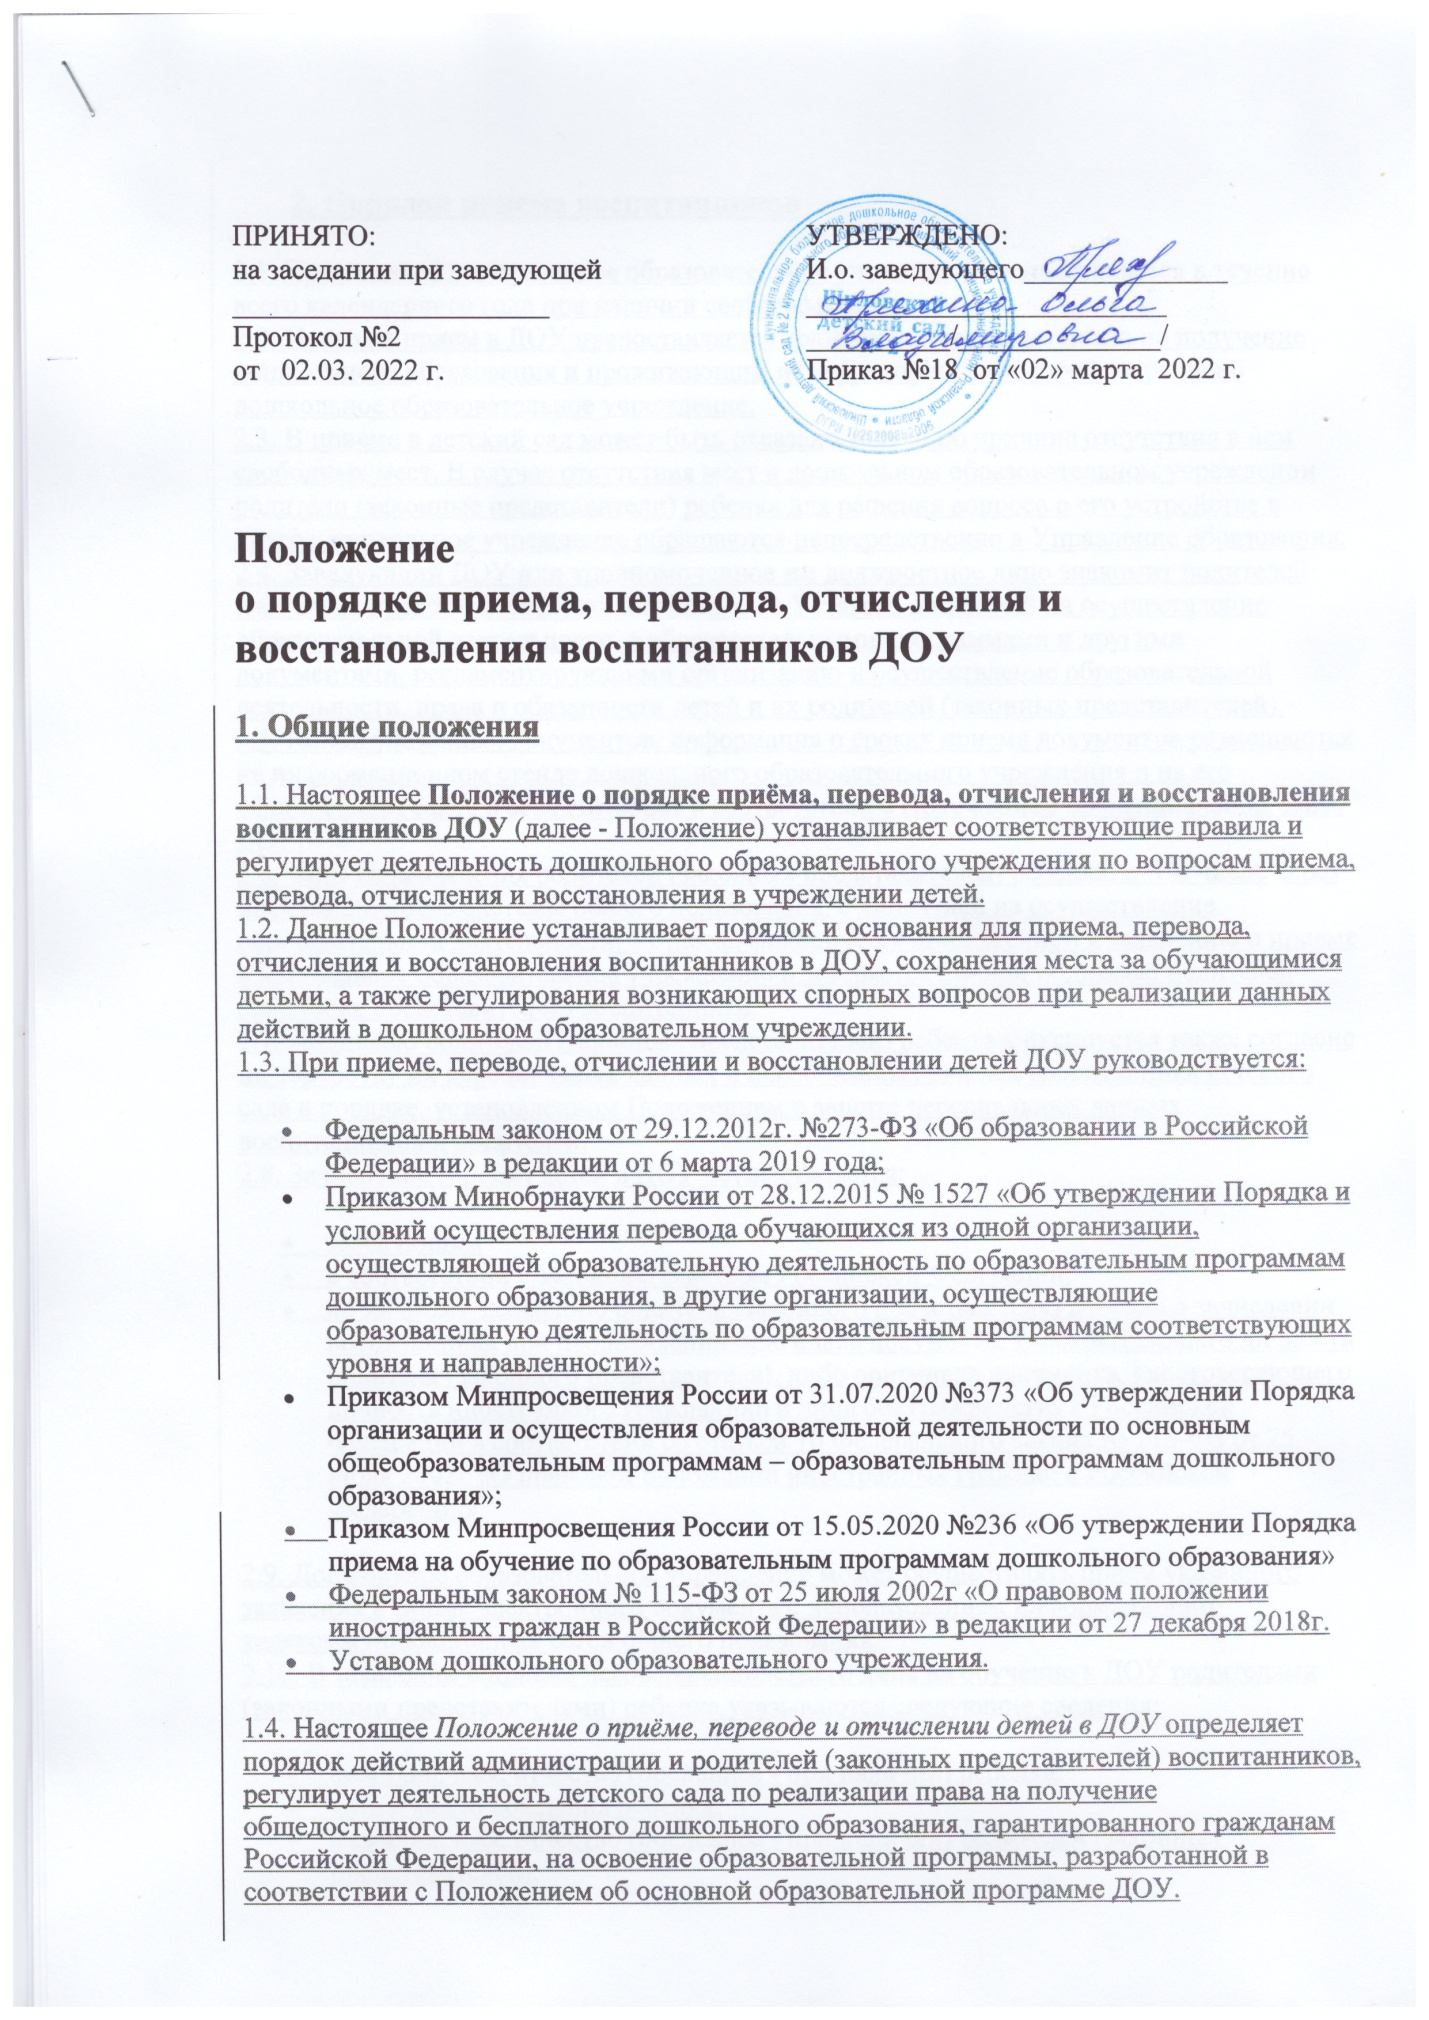 ПРИНЯТО:
на заседании при заведующей
Протокол №2
от 02.03. 2022 г.
УТВЕРЖДЕНО:
И.о. заведующего
Ольга
Владимировна
Приказ №18 от «02» марта 2022 г.
Шиловский
детский сад
Положение
о порядке приема, перевода, отчисления и
восстановления воспитанников ДОУ
1. Общие положения
1.1. Настоящее Положение о порядке приёма, перевода, отчисления и восстановления
воспитанников ДОУ (далее - Положение) устанавливает соответствующие правила и
регулирует деятельность дошкольного образовательного учреждения по вопросам приема,
перевода, отчисления и восстановления в учреждении детей.
1.2. Данное Положение устанавливает порядок и основания для приема, перевода,
отчисления и восстановления воспитанников в ДОУ, сохранения места за обучающимися
детьми, а также регулирования возникающих спорных вопросов при реализации данных
действий в дошкольном образовательном учреждении.
1.3. При приеме, переводе, отчислении и восстановлении детей ДОУ руководствуется:
• Федеральным законом от 29.12.2012г. №273-ФЗ «Об образовании в Российской
Федерации» в редакции от 6 марта 2019 года;
• Приказом Минобрнауки России от 28.12.2015 № 1527 «Об утверждении Порядка и
условий осуществления перевода обучающихся из одной организации,
осуществляющей образовательную деятельность по образовательным программам
дошкольного образования, в другие организации, осуществляющие
образовательную деятельность по образовательным программам соответствующих
уровня и направленности»;
• Приказом Минпросвещения России от 31.07.2020 №373 «Об утверждении Порядка
организации и осуществления образовательной деятельности по основным
общеобразовательным программам – образовательным программам дошкольного
образования»;
• Приказом Минпросвещения России от 15.05.2020 №236 «Об утверждении Порядка
приема на обучение по образовательным программам дошкольного образования»
• Федеральным законом № 115-ФЗ от 25 июля 2002г «О правовом положении
иностранных граждан в Российской Федерации» в редакции от 27 декабря 2018г.
• Уставом дошкольного образовательного учреждения.
1.4. Настоящее Положение о приёме, переводе и отчислении детей в ДОУ определяет
порядок действий администрации и родителей (законных представителей) воспитанников,
регулирует деятельность детского сада по реализации права на получение
общедоступного и бесплатного дошкольного образования, гарантированного гражданам
Российской Федерации, на освоение образовательной программы, разработанной в
соответствии с Положением об основной образовательной программе ДОУ.